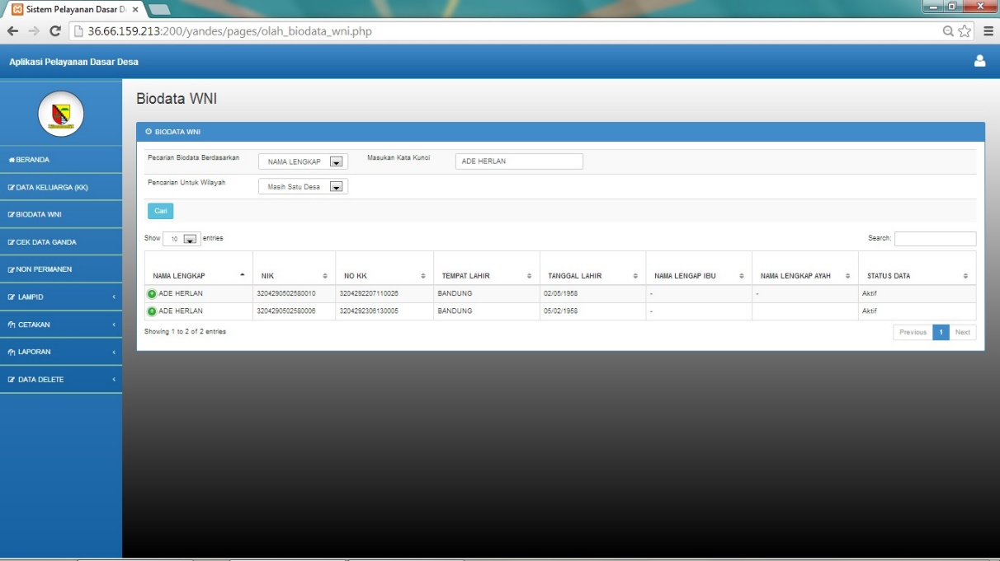 Sistem Pelayanan Dasar D
36.66.159.213:200/yandes/pages/olah_biodata_wni.php
Aplikasi Pelayanan Dasar Desa
BERANDA
DATA KELUARGA (KK)
BIODATA WNI
CEK DATA GANDA
NON PERMANEN
LAMPID
CETAKAN
LAPORAN
DATA DELETE
Biodata WNI
BIODATA WNI
Pecarian Biodata Berdasarkan NAMA LENGKAP Masukan Kata Kunci ADE HERLAN
Pencarian Untuk Wilayah Masih Satu Desa
Cari
Show 10 entries Search:
NAMA LENGKAP NIK NO KK TEMPAT LAHIR TANGGAL LAHIR NAMA LENGAP IBU NAMA LENGKAP AYAH STATUS DATA
ADE HERLAN 3204290502580010 3204292207110026 BANDUNG 02/05/1958 - - Aktif
ADE HERLAN 3204290502580006 3204292306130005 BANDUNG 05/02/1958 - Aktif
Showing 1 to 2 of 2 entries Previous 1 Next